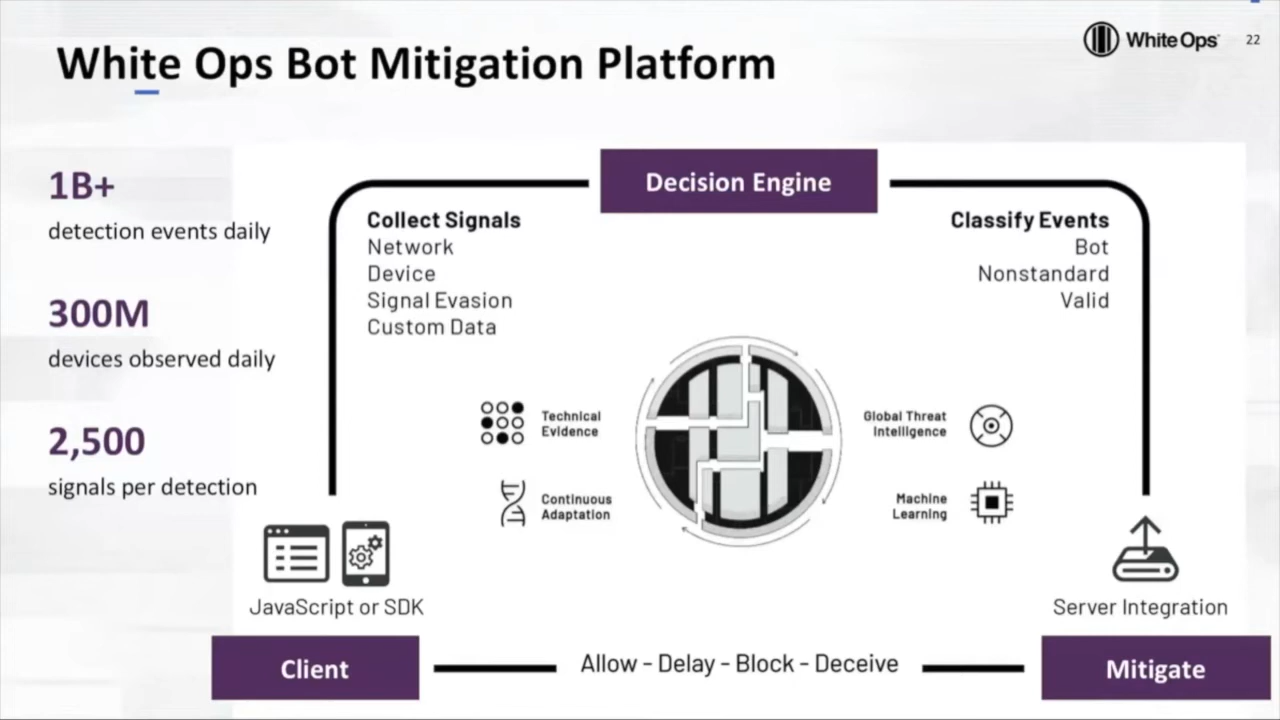 White Ops Bot Mitigation Platform
White Ops
22
1B+
detection events daily
300M
devices observed daily
2,500
signals per detection
Decision Engine
Collect Signals
Network
Device
Signal Evasion
Custom Data
Classify Events
Bot
Nonstandard
Valid
Technical
Evidence
Continuous
Adaptation
Global Threat
Intelligence
Machine
Learning
JavaScript or SDK
Server Integration
Client
Allow - Delay - Block - Deceive
Mitigate